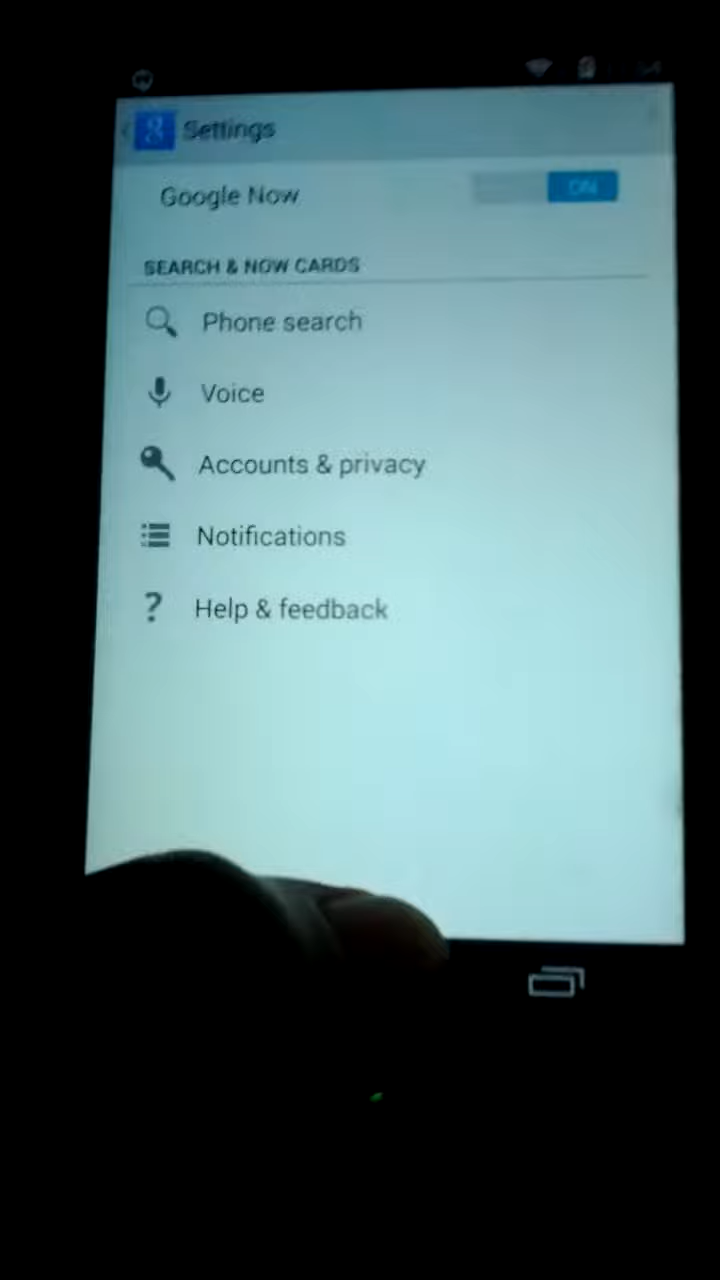 Settings
Google Now ON
SEARCH & NOW CARDS
Phone search
Voice
Accounts & privacy
Notifications
? Help & feedback